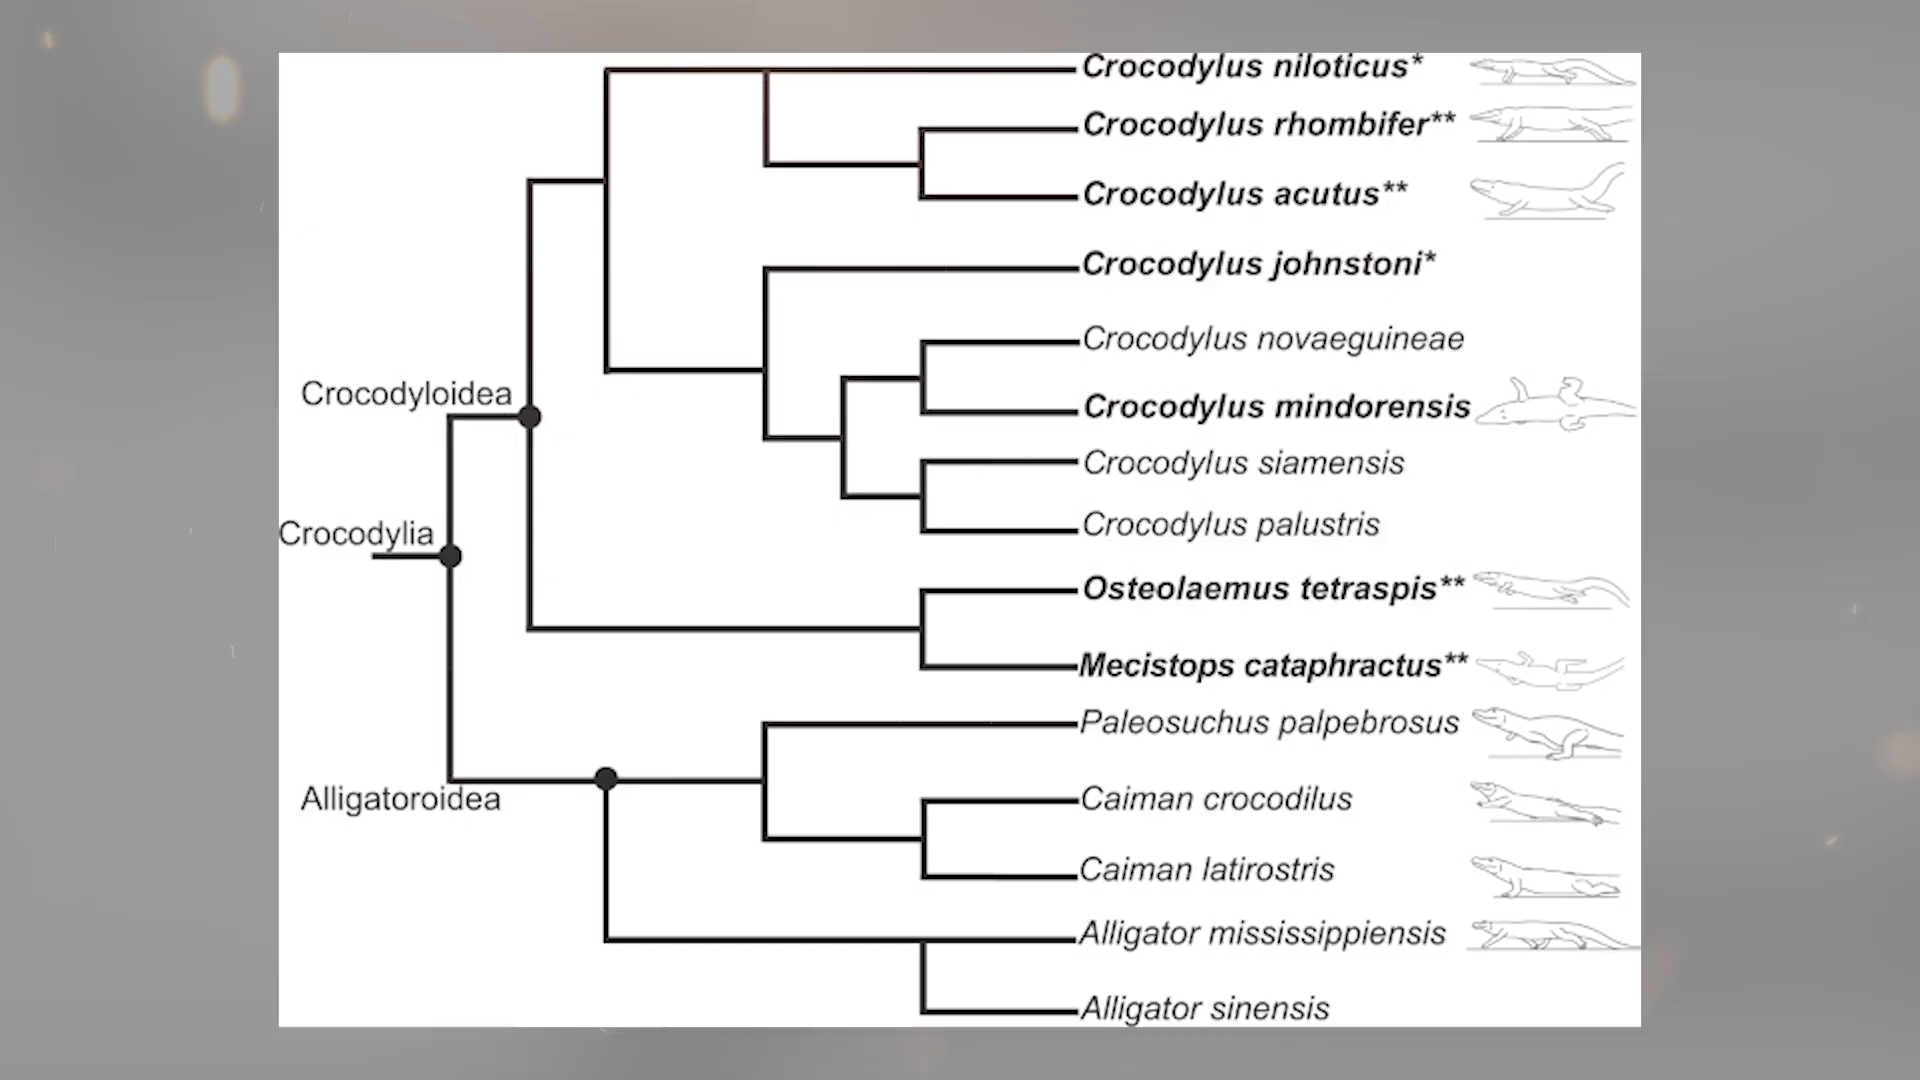 Crocodylus niloticus*
Crocodylus rhombifer**
Crocodylus acutus**
Crocodylus johnstoni*
Crocodylus novaeguineae
Crocodyloidea
Crocodylus mindorensis
Crocodylus siamensis
Crocodylus palustris
Crocodylia
Osteolaemus tetraspis**
Mecistops cataphractus**
Paleosuchus palpebrosus
Alligatoroidea
Caiman crocodilus
Caiman latirostris
Alligator mississippiensis
Alligator sinensis